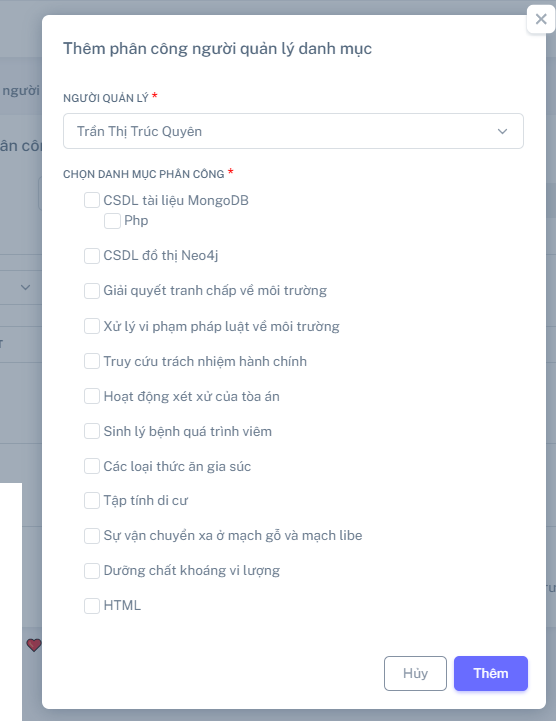 Thêm phân công người quản lý danh mục
người
NGƯỜI QUẢN LÝ *
Trần Thị Trúc Quyên
CHỌN DANH MỤC PHÂN CÔNG *
CSDL tài liệu MongoDB
Php
CSDL đồ thị Neo4j
Giải quyết tranh chấp về môi trường
Xử lý vi phạm pháp luật về môi trường
Truy cứu trách nhiệm hành chính
Hoạt động xét xử của tòa án
Sinh lý bệnh quá trình viêm
Các loại thức ăn gia súc
Tập tính di cư
Sự vận chuyển xa ở mạch gỗ và mạch libe
Dưỡng chất khoáng vi lượng
HTML
Hủy
Thêm